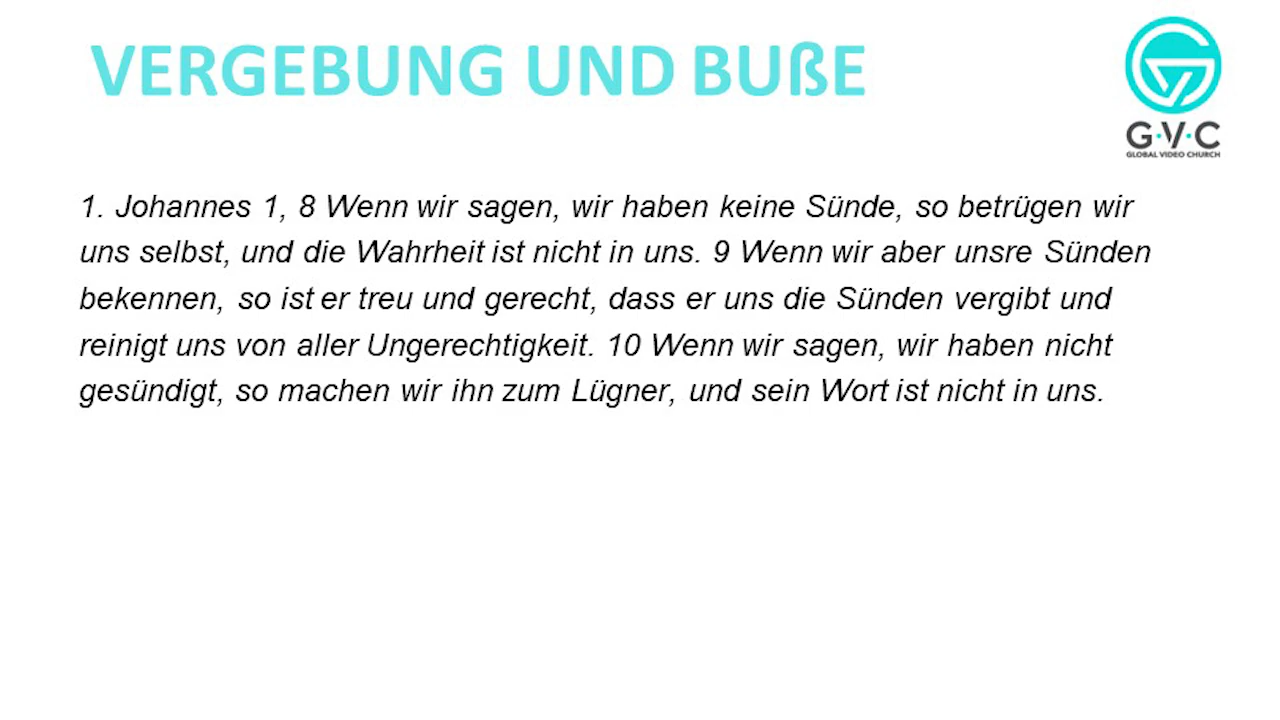 VERGEBUNG UND BUßE
G·V·C
GLOBAL VIDEO CHURCH
1. Johannes 1, 8 Wenn wir sagen, wir haben keine Sünde, so betrügen wir
uns selbst, und die Wahrheit ist nicht in uns. 9 Wenn wir aber unsre Sünden
bekennen, so ist er treu und gerecht, dass er uns die Sünden vergibt und
reinigt uns von aller Ungerechtigkeit. 10 Wenn wir sagen, wir haben nicht
gesündigt, so machen wir ihn zum Lügner, und sein Wort ist nicht in uns.